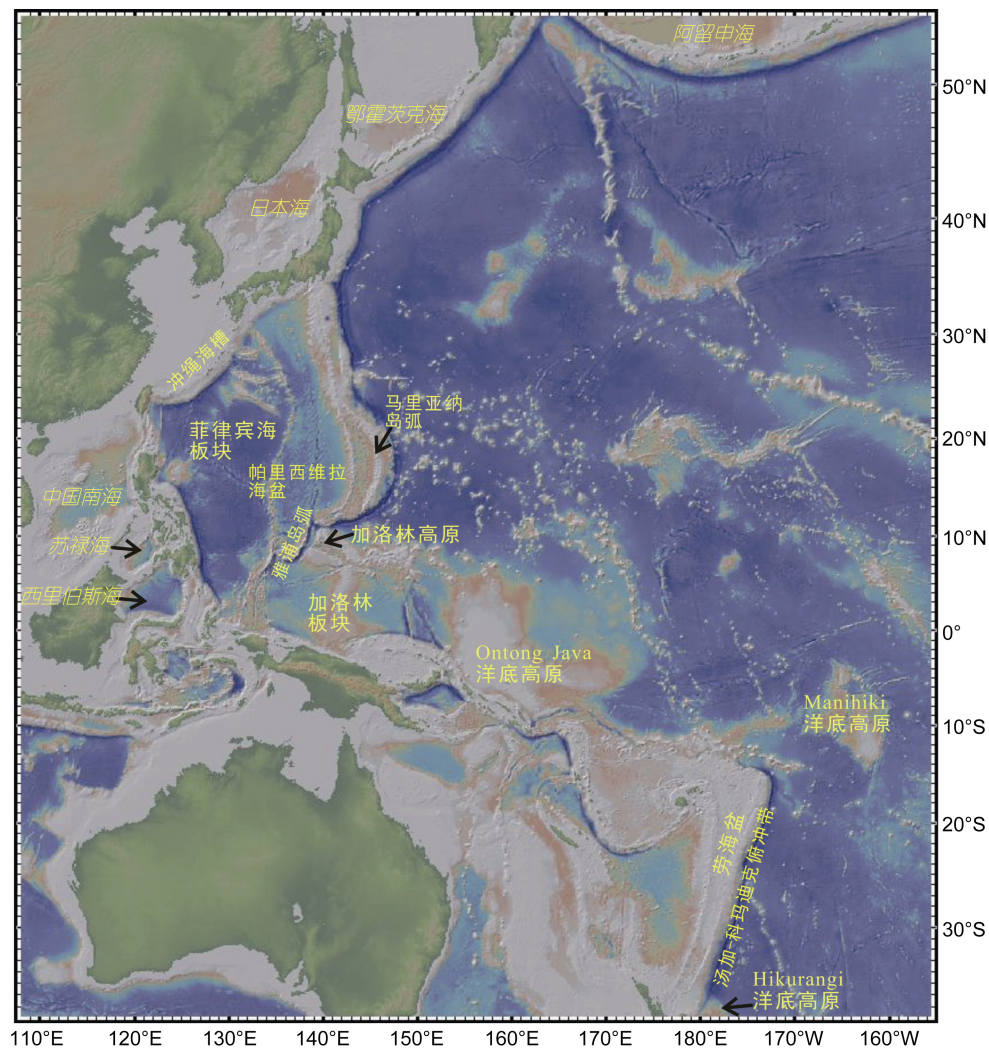 阿留申海
50°N
鄂霍茨克海
日本海
40°N
30°N
冲绳海槽
马里亚纳
岛弧
菲律宾海
板块
20°N
帕里西维拉
海盆
中国南海
雅浦岛弧
加洛林高原
10°N
苏禄海
西里伯斯海
加洛林
板块
0°
Ontong Java
洋底高原
Manihiki
洋底高原
10°S
劳海盆
汤加-科玛迪克俯冲带
20°S
30°S
Hikurangi
洋底高原
110°E 120°E 130°E 140°E 150°E 160°E 170°E 170°W 160°W